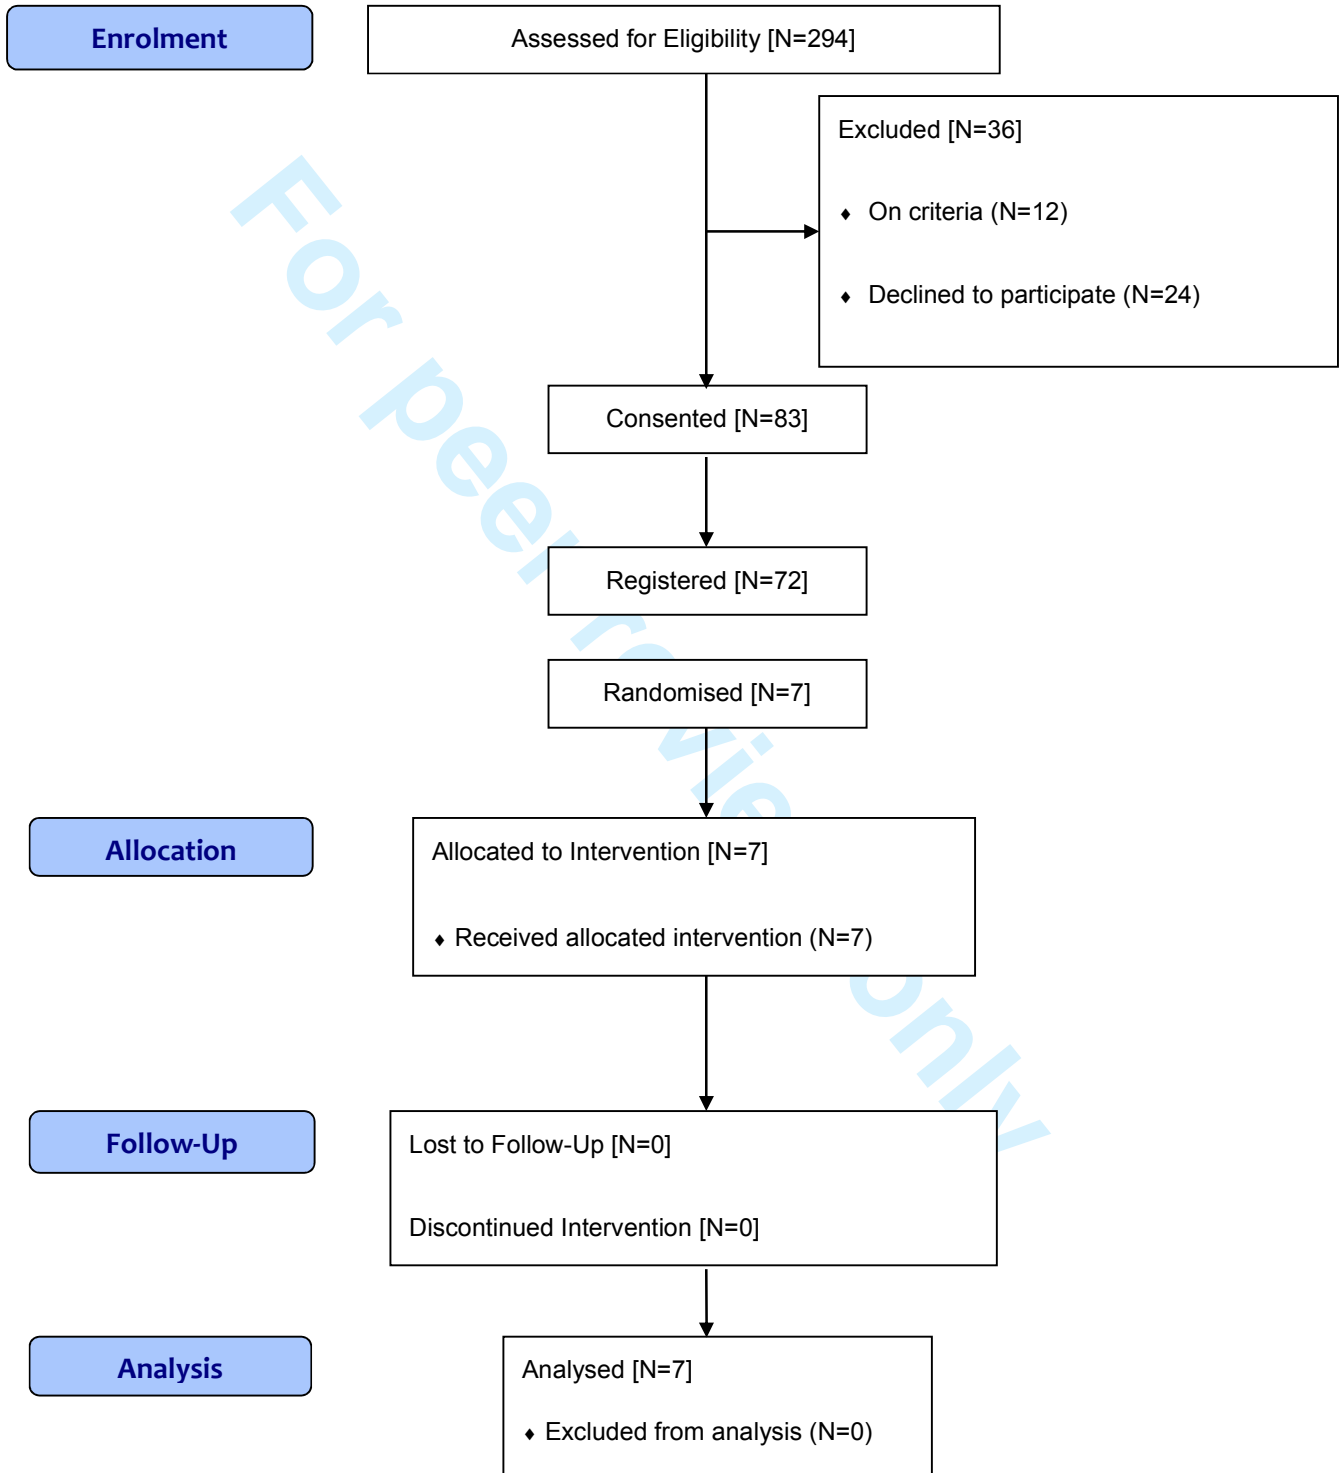 Enrolment
Assessed for Eligibility [N=294]
Excluded [N=36]
♦ On criteria (N=12)
♦ Declined to participate (N=24)
Consented [N=83]
Registered [N=72]
Randomised [N=7]
Allocation
Allocated to Intervention [N=7]
♦ Received allocated intervention (N=7)
Follow-Up
Lost to Follow-Up [N=0]
Discontinued Intervention [N=0]
Analysis
Analysed [N=7]
♦ Excluded from analysis (N=0)
For peer review only